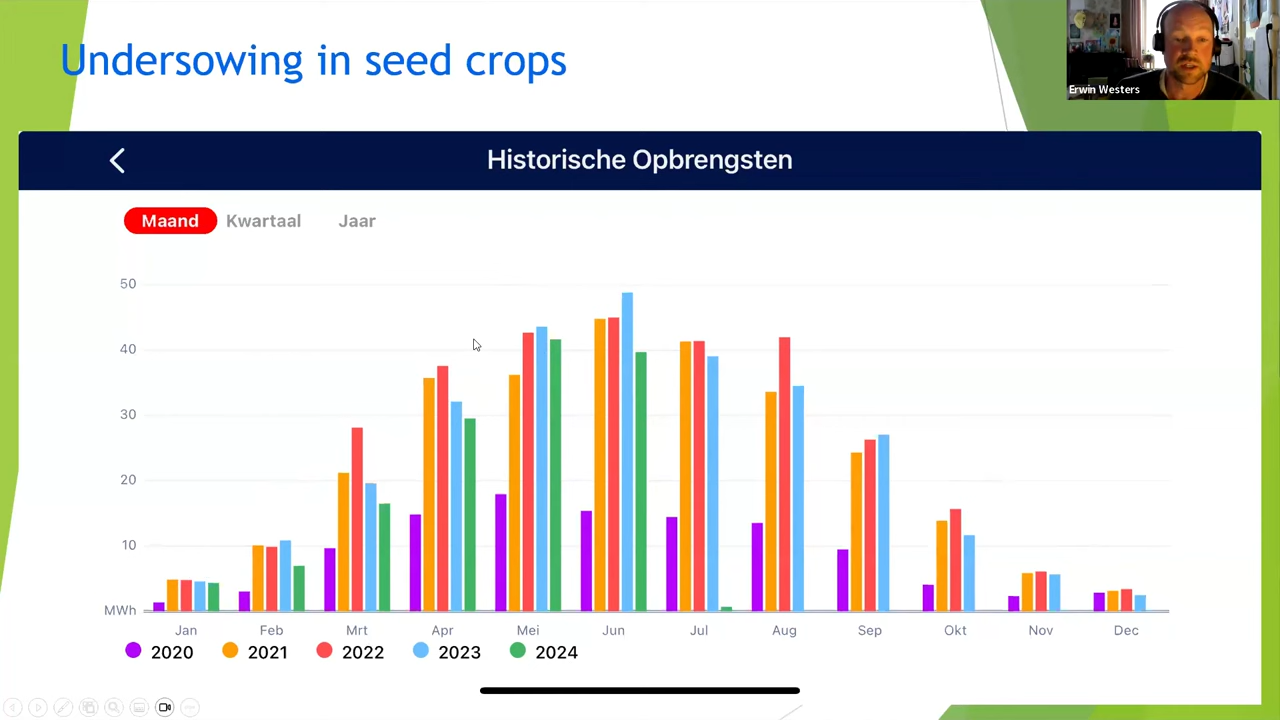 Undersowing in seed crops
Erwin Westers
Historische Opbrengsten
Maand Kwartaal Jaar
50
40
30
20
10
MWh
Jan Feb Mrt Apr Mei Jun Jul Aug Sep Okt Nov Dec
2020 2021 2022 2023 2024